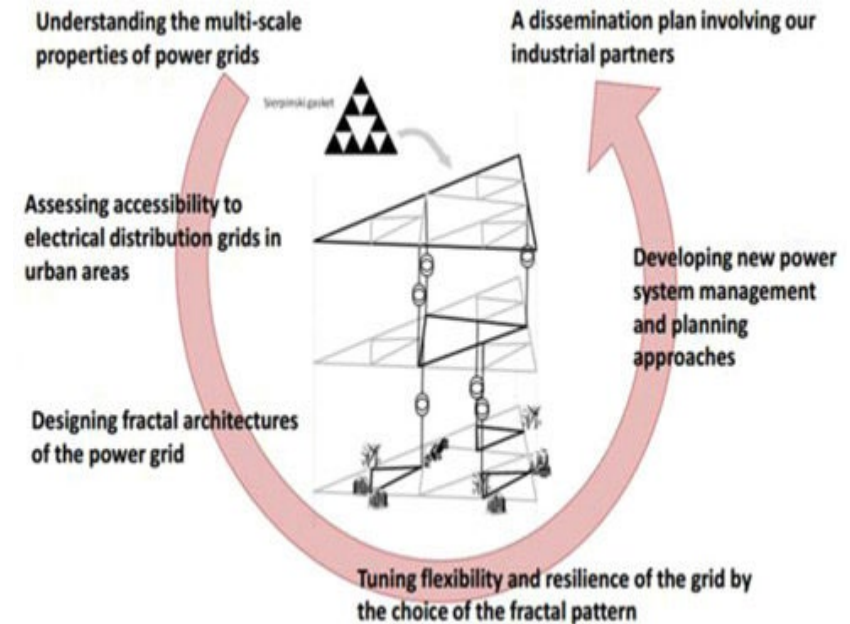 Understanding the multi-scale
properties of power grids
A dissemination plan involving our
industrial partners
Sierpinski gasket
Assessing accessibility to
electrical distribution grids in
urban areas
Developing new power
system management
and planning
approaches
Designing fractal architectures
of the power grid
Tuning flexibility and resilience of the grid by
the choice of the fractal pattern